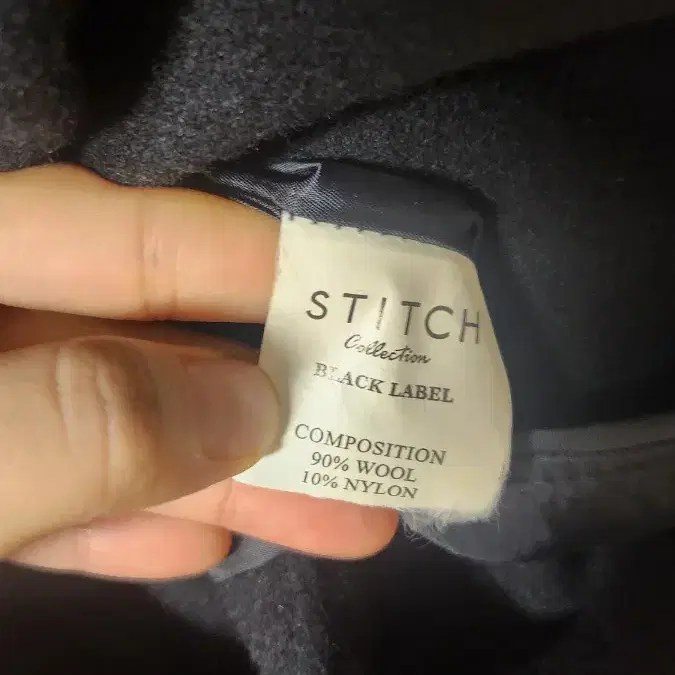 STITCH
Collection
BLACK LABEL
COMPOSITION
90% WOOL
10% NYLON